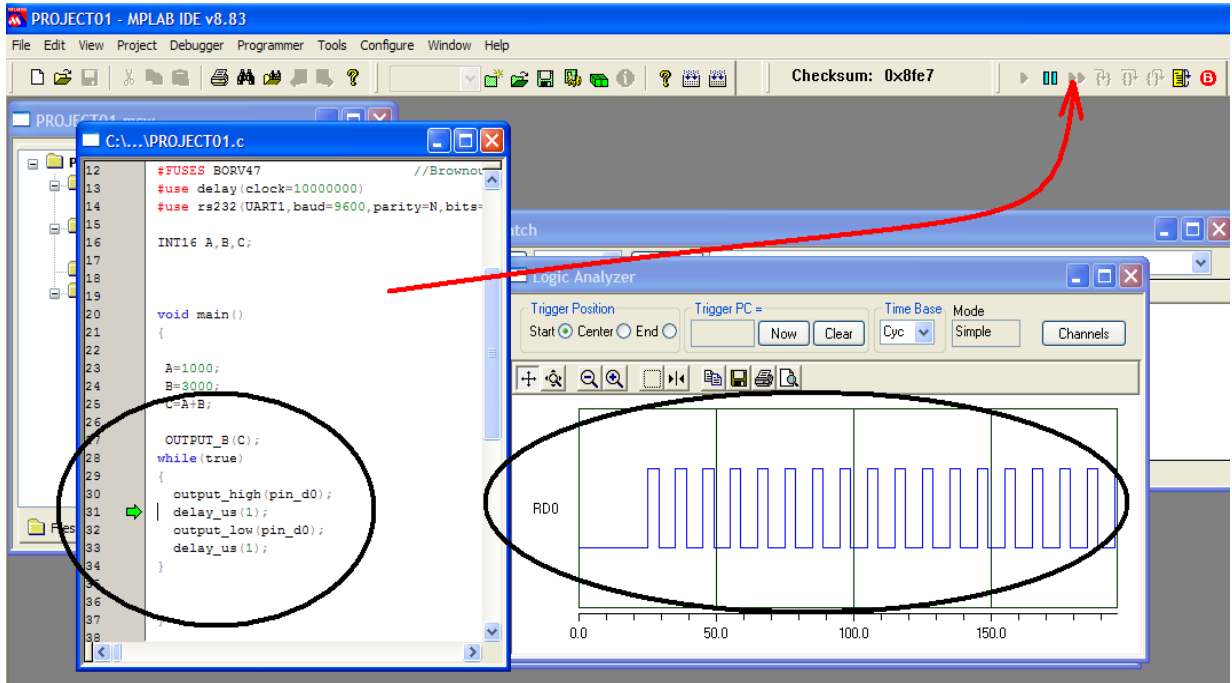 PROJECT01 - MPLAB IDE v8.83
File Edit View Project Debugger Programmer Tools Configure Window Help
Checksum: 0x8fe7
PROJECT01.mcw
C:\...\PROJECT01.c
12 #FUSES BORV47 //Brownou
13 #use delay(clock=10000000)
14 #use rs232(UART1,baud=9600,parity=N,bits=
15
16 INT16 A,B,C;
17
18
19
20 void main()
21 {
22
23 A=1000;
24 B=3000;
25 C=A+B;
26
27 OUTPUT_B(C);
28 while(true)
29 {
30 output_high(pin_d0);
31 delay_us(1);
32 output_low(pin_d0);
33 delay_us(1);
34 }
35
36
37 }
38
Files
Logic Analyzer
Trigger Position
Trigger PC =
Time Base
Mode
Start Center End
Now
Clear
Cyc
Simple
Channels
RD0
0.0 50.0 100.0 150.0